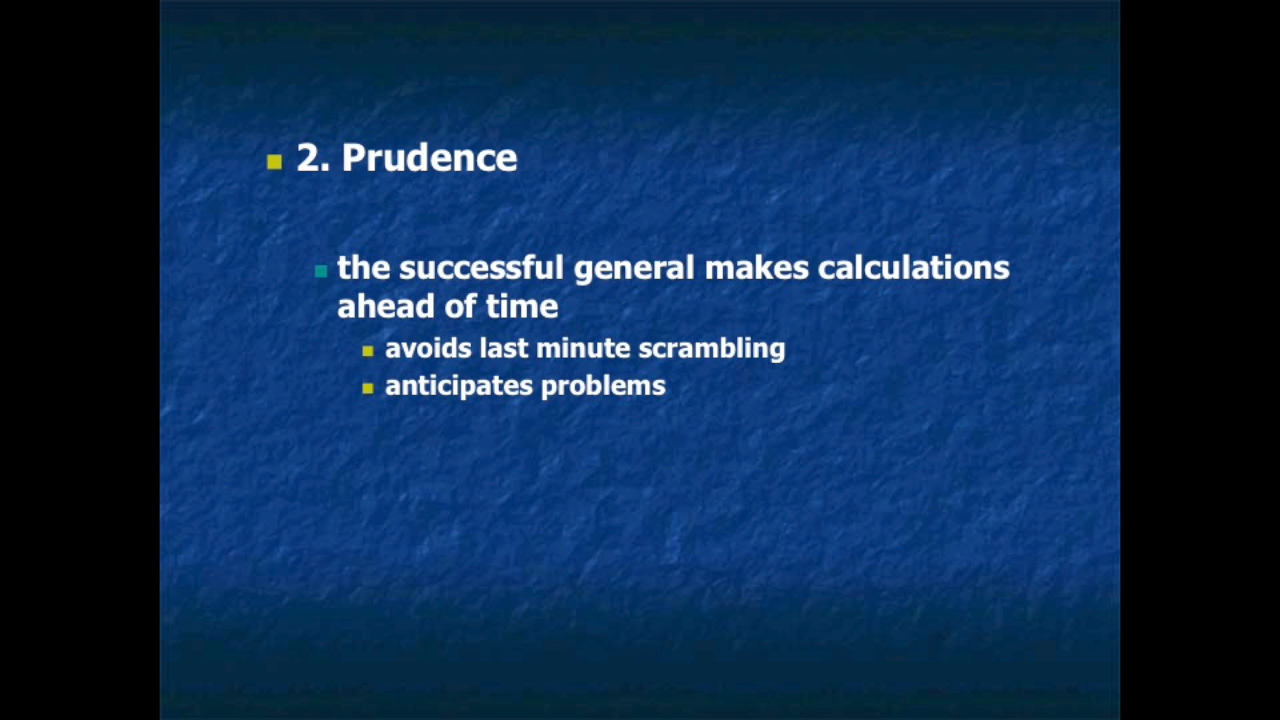 2. Prudence
the successful general makes calculations
ahead of time
avoids last minute scrambling
anticipates problems